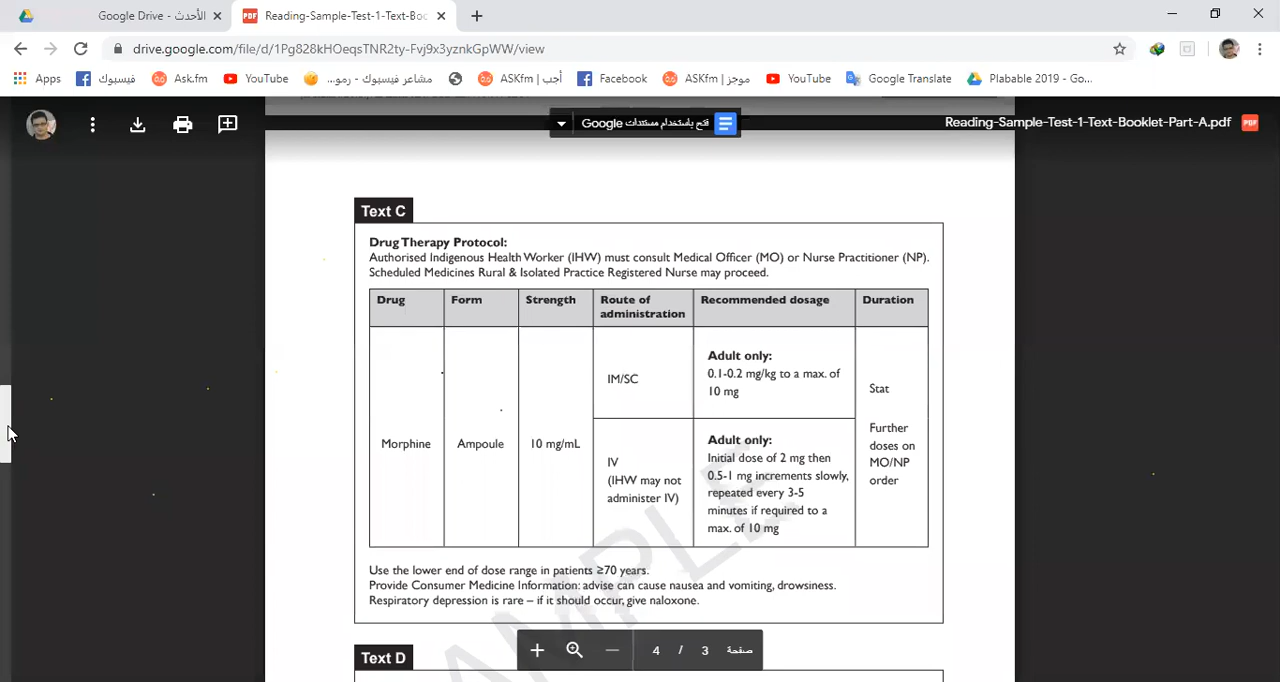 Google Drive - الأحدث
Reading-Sample-Test-1-Text-Boo
drive.google.com/file/d/1Pg828kHOeqsTNR2ty-Fvj9x3yznkGpWW/view
Apps فيسبوك Ask.fm YouTube مشاعر فيسبوك - رمو... ASKfm | أجب Facebook ASKfm | موجز YouTube Google Translate Plabable 2019 - Go...
فتح باستخدام مستندات Google
Reading-Sample-Test-1-Text-Booklet-Part-A.pdf
Text C
Drug Therapy Protocol:
Authorised Indigenous Health Worker (IHW) must consult Medical Officer (MO) or Nurse Practitioner (NP).
Scheduled Medicines Rural & Isolated Practice Registered Nurse may proceed.
Drug Form Strength Route of administration Recommended dosage Duration
Morphine
Ampoule
10 mg/mL
IM/SC
Adult only:
0.1-0.2 mg/kg to a max. of
10 mg
IV
(IHW may not
administer IV)
Adult only:
Initial dose of 2 mg then
0.5-1 mg increments slowly,
repeated every 3-5
minutes if required to a
max. of 10 mg
Stat
Further
doses on
MO/NP
order
Use the lower end of dose range in patients ≥70 years.
Provide Consumer Medicine Information: advise can cause nausea and vomiting, drowsiness.
Respiratory depression is rare – if it should occur, give naloxone.
SAMPLE
Text D
4 / 3 صفحة